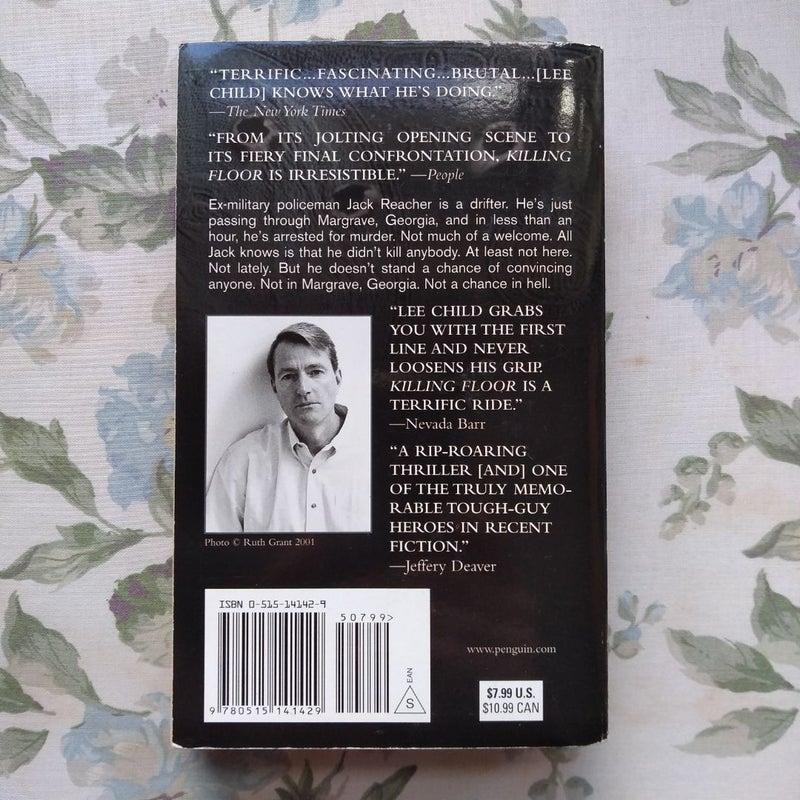 “TERRIFIC...FASCINATING...BRUTAL...[LEE
CHILD] KNOWS WHAT HE'S DOING.”
—The New York Times
“FROM ITS JOLTING OPENING SCENE TO
ITS FIERY FINAL CONFRONTATION, KILLING
FLOOR IS IRRESISTIBLE.” —People
Ex-military policeman Jack Reacher is a drifter. He's just
passing through Margrave, Georgia, and in less than an
hour, he's arrested for murder. Not much of a welcome. All
Jack knows is that he didn't kill anybody. At least not here.
Not lately. But he doesn't stand a chance of convincing
anyone. Not in Margrave, Georgia. Not a chance in hell.
“LEE CHILD GRABS
YOU WITH THE FIRST
LINE AND NEVER
LOOSENS HIS GRIP.
KILLING FLOOR IS A
TERRIFIC RIDE.”
—Nevada Barr
“A RIP-ROARING
THRILLER [AND] ONE
OF THE TRULY MEMO-
RABLE TOUGH-GUY
HEROES IN RECENT
FICTION.”
—Jeffery Deaver
Photo © Ruth Grant 2001
ISBN 0-515-14142-9
50799>
9 780515 141429
EAN
S
www.penguin.com
$7.99 U.S.
$10.99 CAN